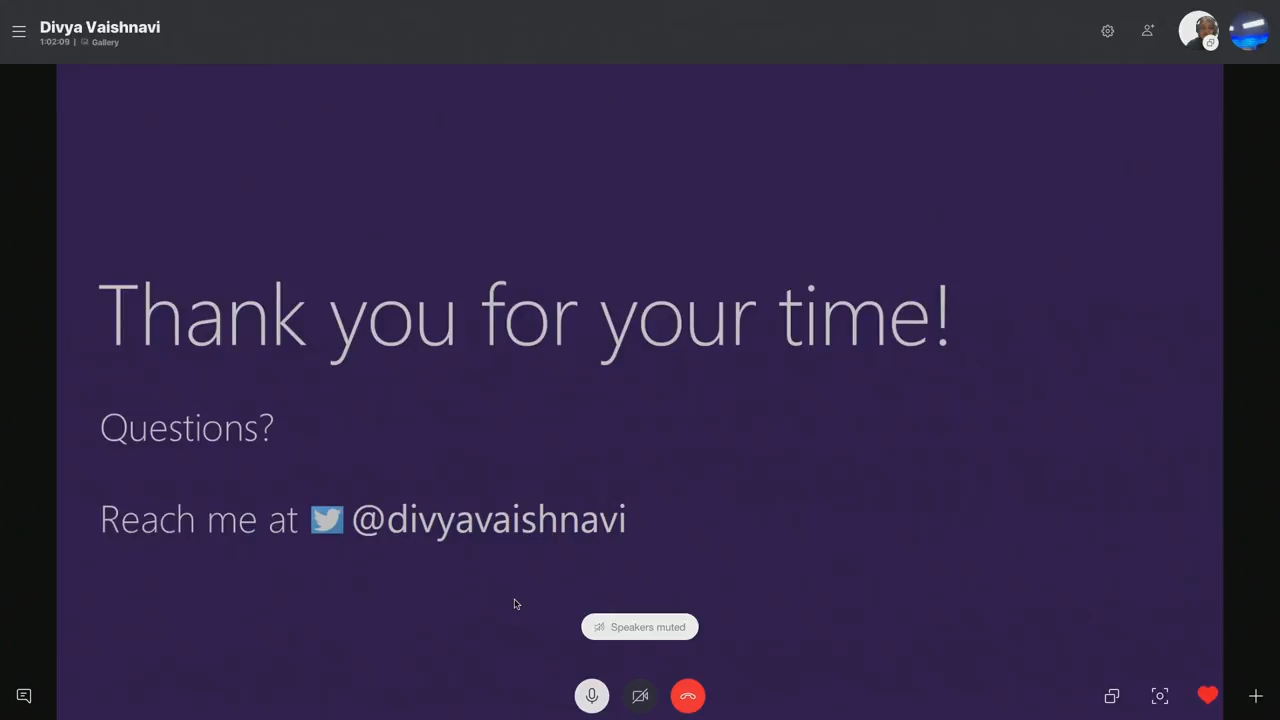 Divya Vaishnavi
1:02:09 | Gallery
Thank you for your time!
Questions?
Reach me at @divyavaishnavi
Speakers muted